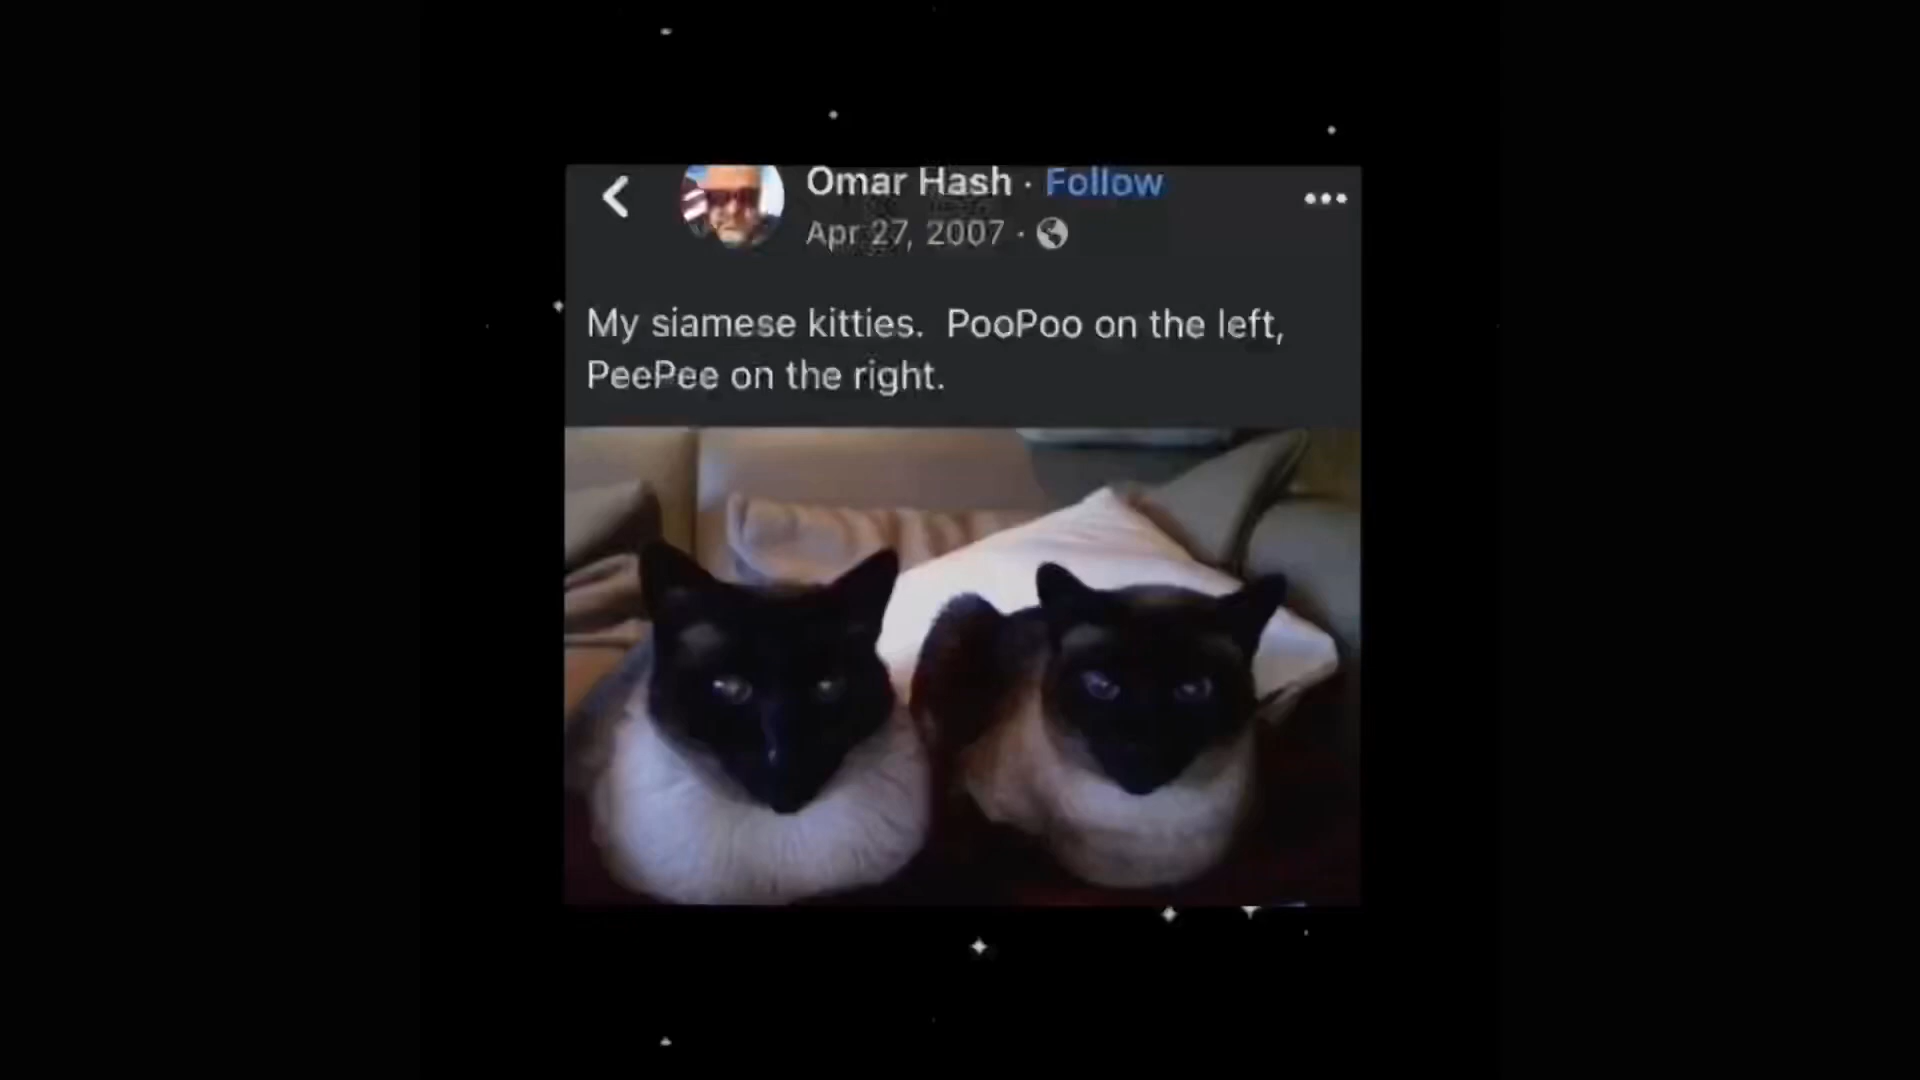 Omar Hash · Follow
Apr 27, 2007 ·
My siamese kitties.  PooPoo on the left,
PeePee on the right.